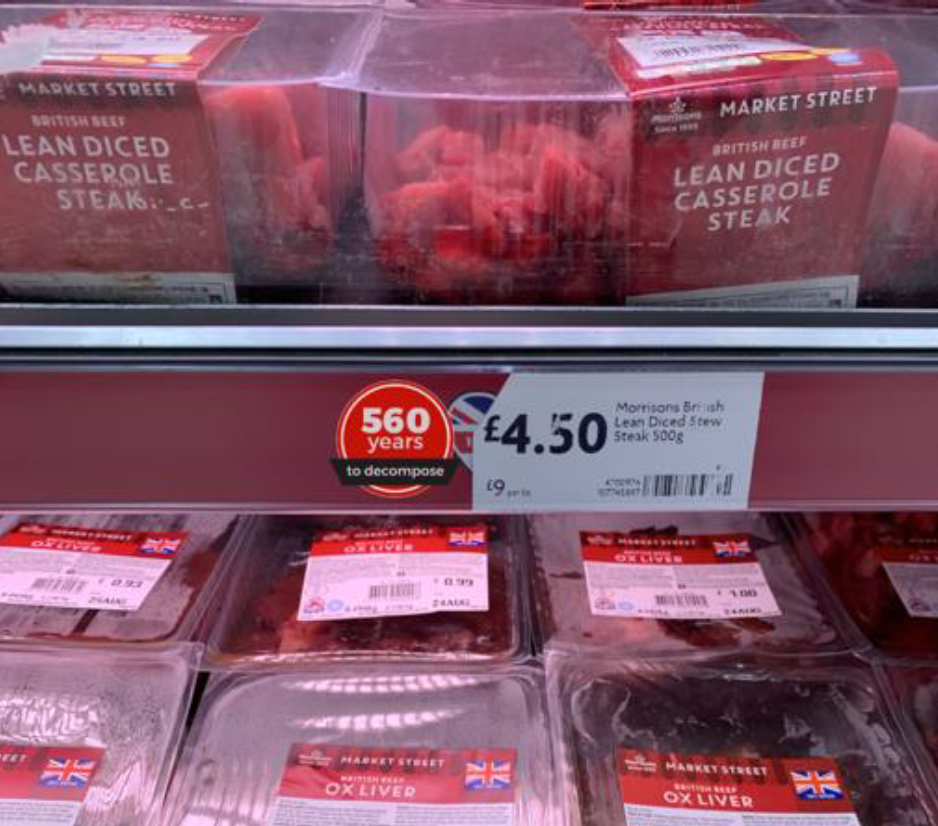 MARKET STREET
BRITISH BEEF
LEAN DICED
CASSEROLE
STEAK
Morrisons
Since 1899
MARKET STREET
BRITISH BEEF
LEAN DICED
CASSEROLE
STEAK
560
years
to decompose
£4.50
Morrisons British
Lean Diced Stew
Steak 500g
£9
MARKET STREET
OX LIVER
£ 0.93
24AUG
MARKET STREET
OX LIVER
£ 0.99
24AUG
MARKET STREET
OX LIVER
£ 1.00
24AUG
MARKET STREET
BRITISH BEEF
OX LIVER
MARKET STREET
BRITISH BEEF
OX LIVER